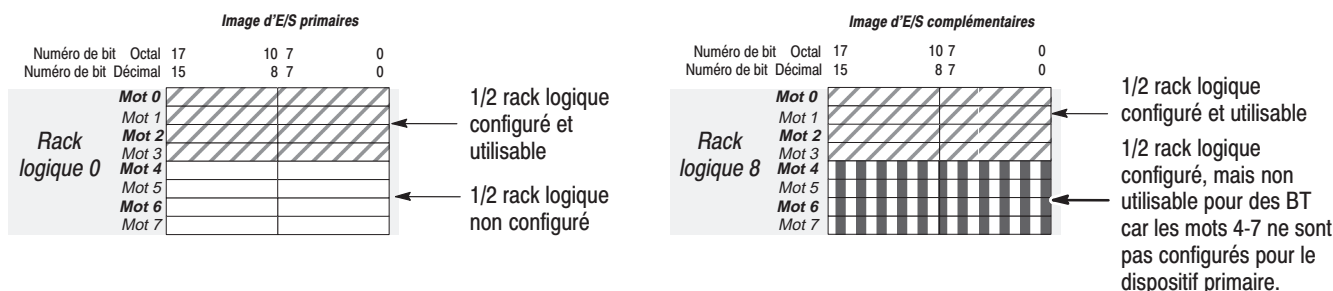 Image d'E/S primaires
Numéro de bit Octal 17 10 7 0
Numéro de bit Décimal 15 8 7 0
Rack
logique 0
Mot 0
Mot 1
Mot 2
Mot 3
Mot 4
Mot 5
Mot 6
Mot 7
1/2 rack logique
configuré et
utilisable
1/2 rack logique
non configuré
Image d'E/S complémentaires
Numéro de bit Octal 17 10 7 0
Numéro de bit Décimal 15 8 7 0
Rack
logique 8
Mot 0
Mot 1
Mot 2
Mot 3
Mot 4
Mot 5
Mot 6
Mot 7
1/2 rack logique
configuré et utilisable
1/2 rack logique
configuré, mais non
utilisable pour des BT
car les mots 4-7 ne sont
pas configurés pour le
dispositif primaire.